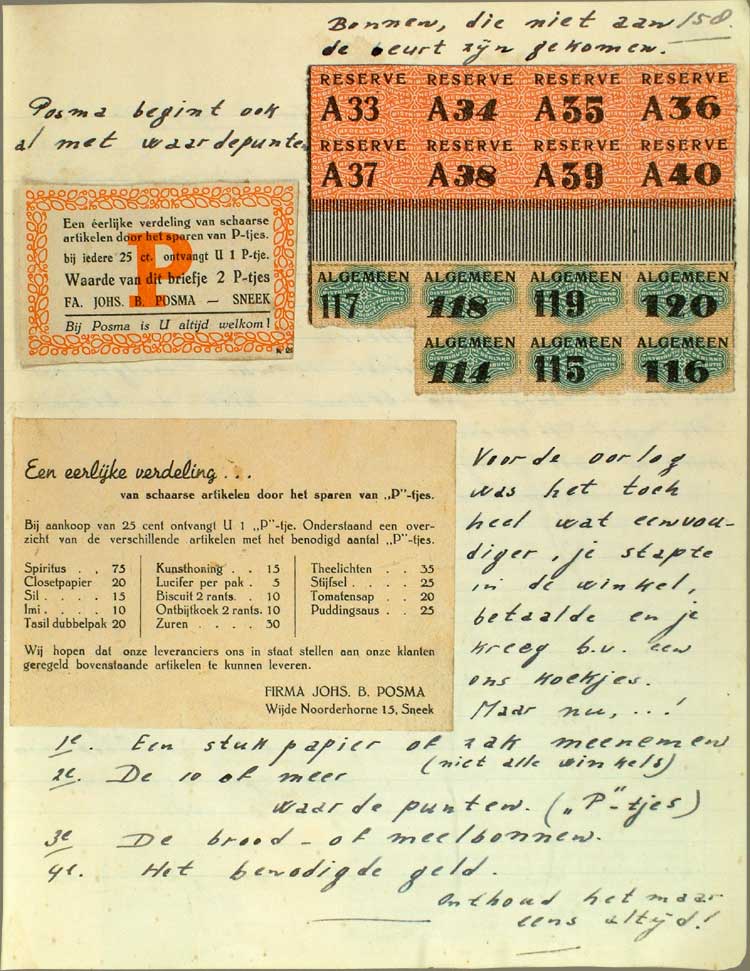 Bonnen, die niet aan 158.
de beurt zijn gekomen.
Posma begint ook
al met waardepunten
RESERVE RESERVE RESERVE RESERVE
A33 A34 A35 A36
RESERVE RESERVE RESERVE RESERVE
A37 A38 A39 A40
ALGEMEEN ALGEMEEN ALGEMEEN ALGEMEEN
117 118 119 120
ALGEMEEN ALGEMEEN ALGEMEEN
114 115 116
P
Een éerlijke verdeling van schaarse
artikelen door het sparen van P-tjes.
bij iedere 25 ct. ontvangt U 1 P-tje.
Waarde van dit briefje 2 P-tjes
FA. JOHS. B. POSMA — SNEEK
Bij Posma is U altijd welkom!
Een eerlijke verdeling...
van schaarse artikelen door het sparen van „P"-tjes.
Bij aankoop van 25 cent ontvangt U 1 „P"-tje. Onderstaand een over-
zicht van de verschillende artikelen met het benodigd aantal „P"-tjes.
Spiritus . . 75
Closetpapier 20
Sil . . . . 15
Imi . . . . 10
Tasil dubbelpak 20
Kunsthoning . . 15
Lucifer per pak . 5
Biscuit 2 rants. . 10
Ontbijtkoek 2 rants. 10
Zuren . . . . 30
Theelichten . . 35
Stijfsel . . . . 25
Tomatensap . . 20
Puddingsaus . . 25
Wij hopen dat onze leveranciers ons in staat stellen aan onze klanten
geregeld bovenstaande artikelen te kunnen leveren.
FIRMA JOHS. B. POSMA
Wijde Noorderhorne 15, Sneek
Voor de oorlog
was het toch
heel wat eenvou-
diger, je stapte
in de winkel,
betaalde en je
kreeg b.v. een
ons koekjes.
Maar nu, ...!
1e. Een stuk papier of zak meenemen
(niet alle winkels)
2e. De 10 of meer
waardepunten. („P"-tjes)
3e De brood- of meelbonnen.
4e. Het benodigde geld.
Onthoud het maar
eens altijd!